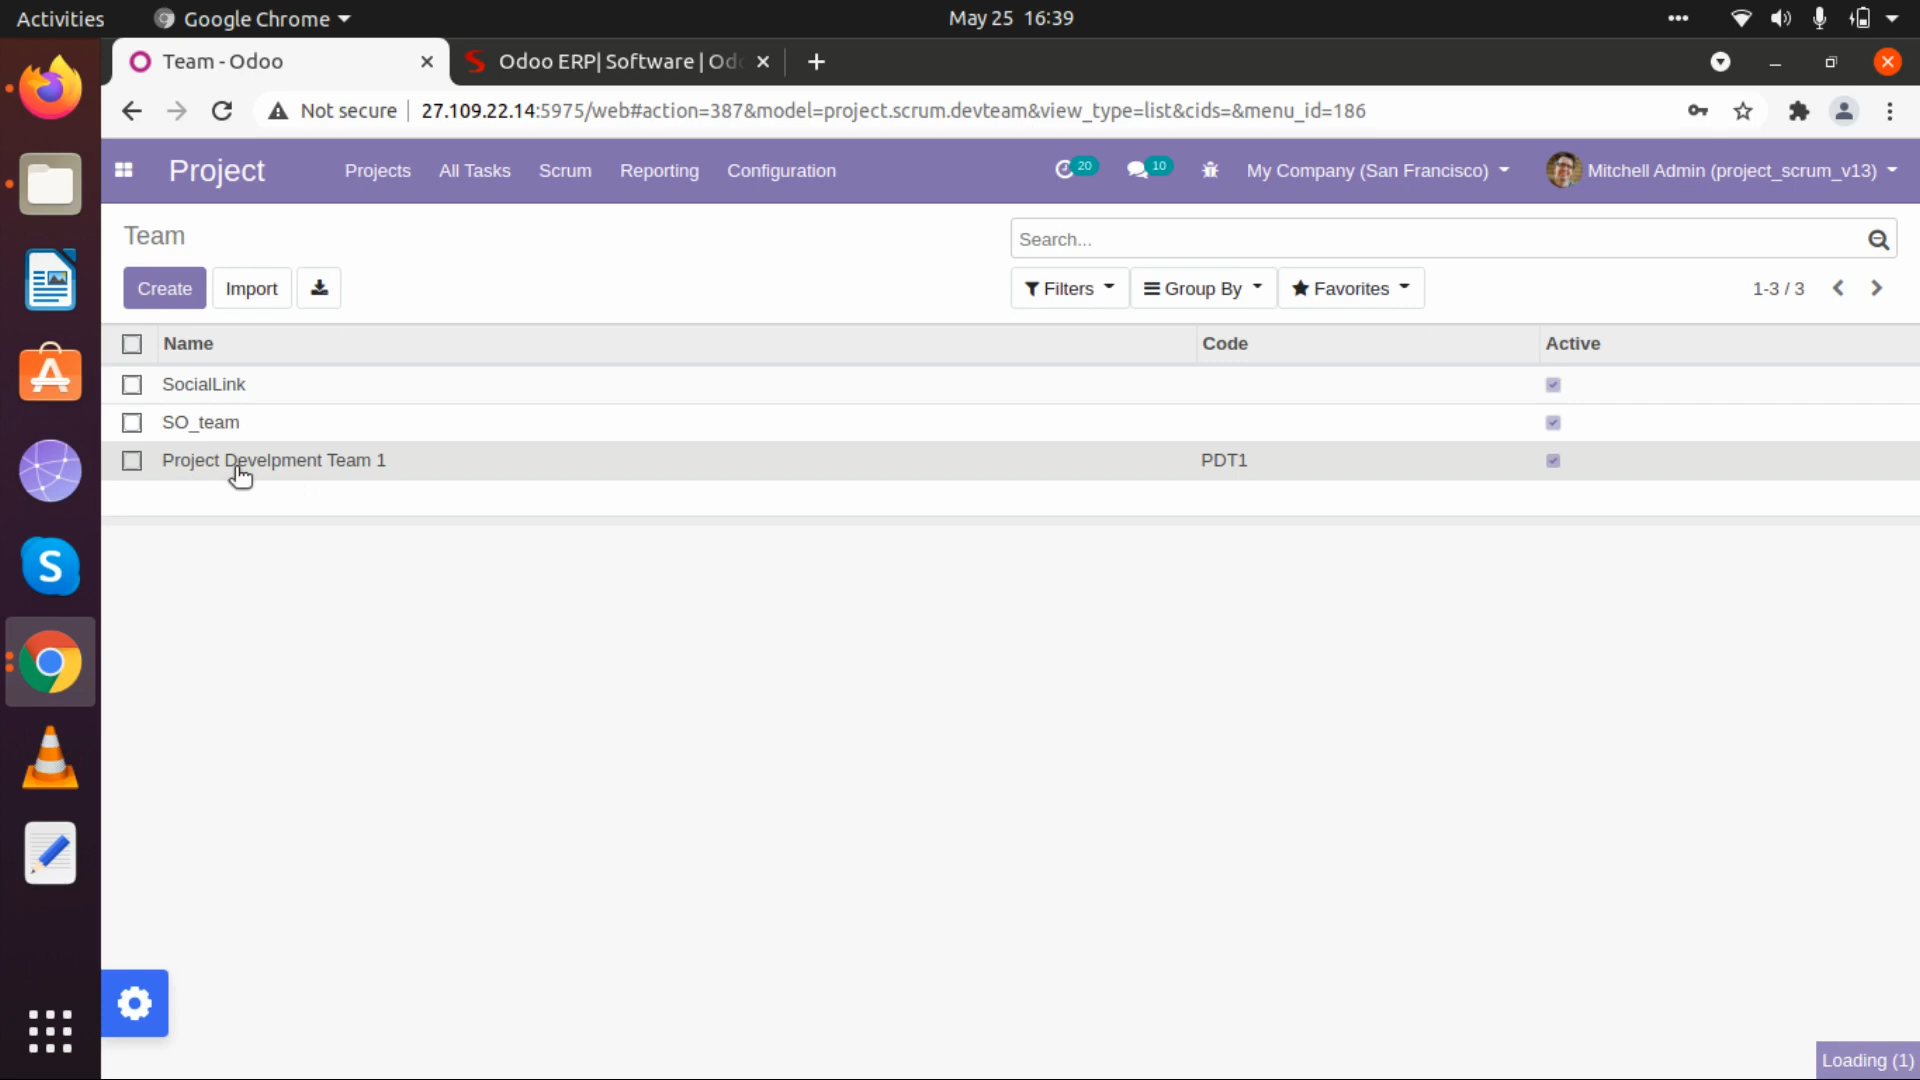 Activities Google Chrome May 25 16:39
Team - Odoo Odoo ERP| Software | Odo
Not secure 27.109.22.14:5975/web#action=387&model=project.scrum.devteam&view_type=list&cids=&menu_id=186
Project Projects All Tasks Scrum Reporting Configuration 20 10 My Company (San Francisco) Mitchell Admin (project_scrum_v13)
Team Search...
Create Import Filters Group By Favorites 1-3 / 3
Name Code Active
SocialLink
SO_team
Project Develpment Team 1 PDT1
Loading (1)